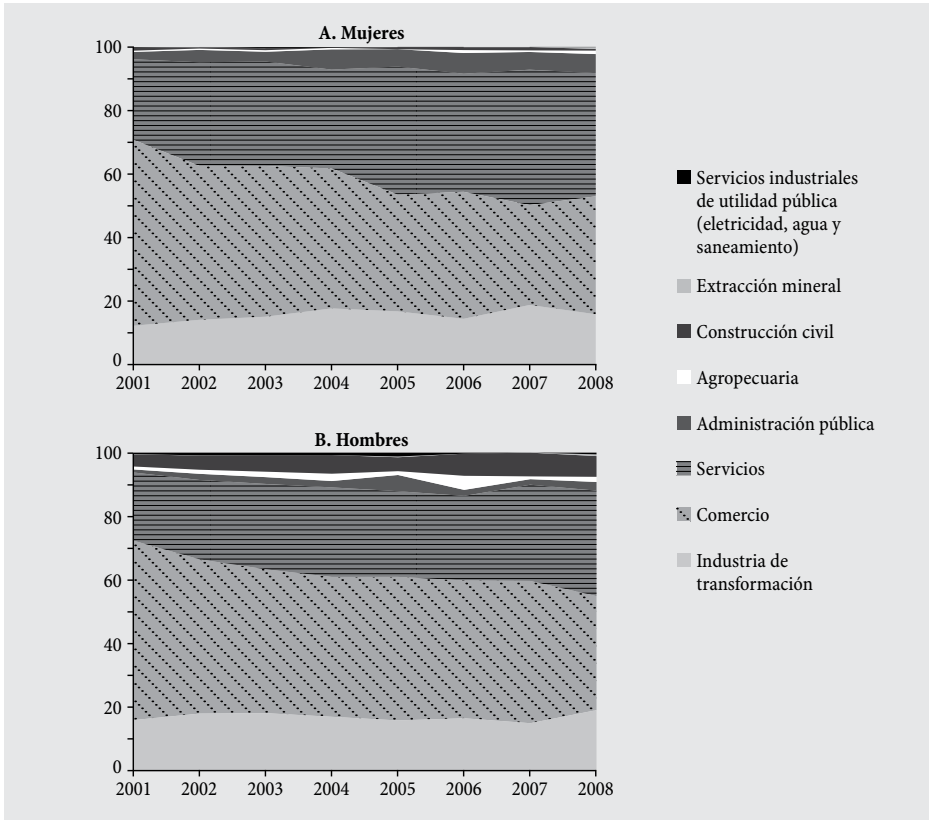 A. Mujeres
100
80
60
40
20
0
2001 2002 2003 2004 2005 2006 2007 2008
B. Hombres
100
80
60
40
20
0
2001 2002 2003 2004 2005 2006 2007 2008
Servicios industriales
de utilidad pública
(eletricidad, agua y
saneamiento)
Extracción mineral
Construcción civil
Agropecuaria
Administración pública
Servicios
Comercio
Industria de
transformación